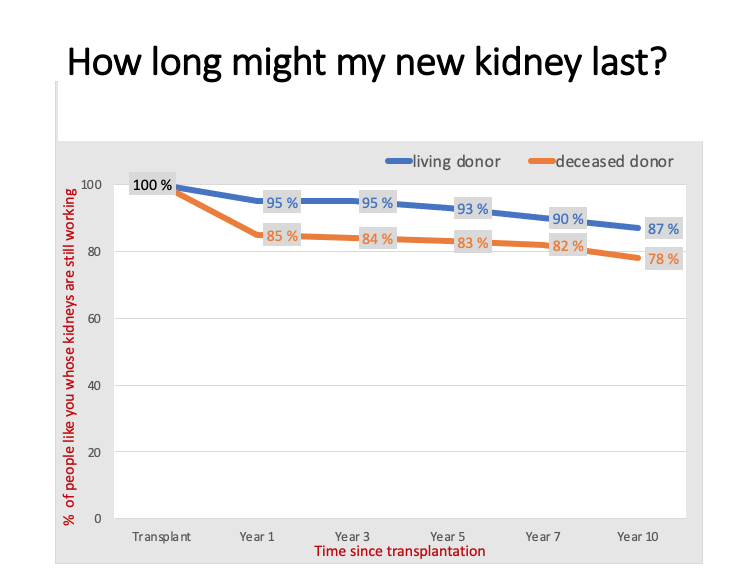 How long might my new kidney last?
living donor
deceased donor
% of people like you whose kidneys are still working
100
80
60
40
20
0
100 %
95 %
95 %
93 %
90 %
87 %
85 %
84 %
83 %
82 %
78 %
Transplant
Year 1
Year 3
Year 5
Year 7
Year 10
Time since transplantation